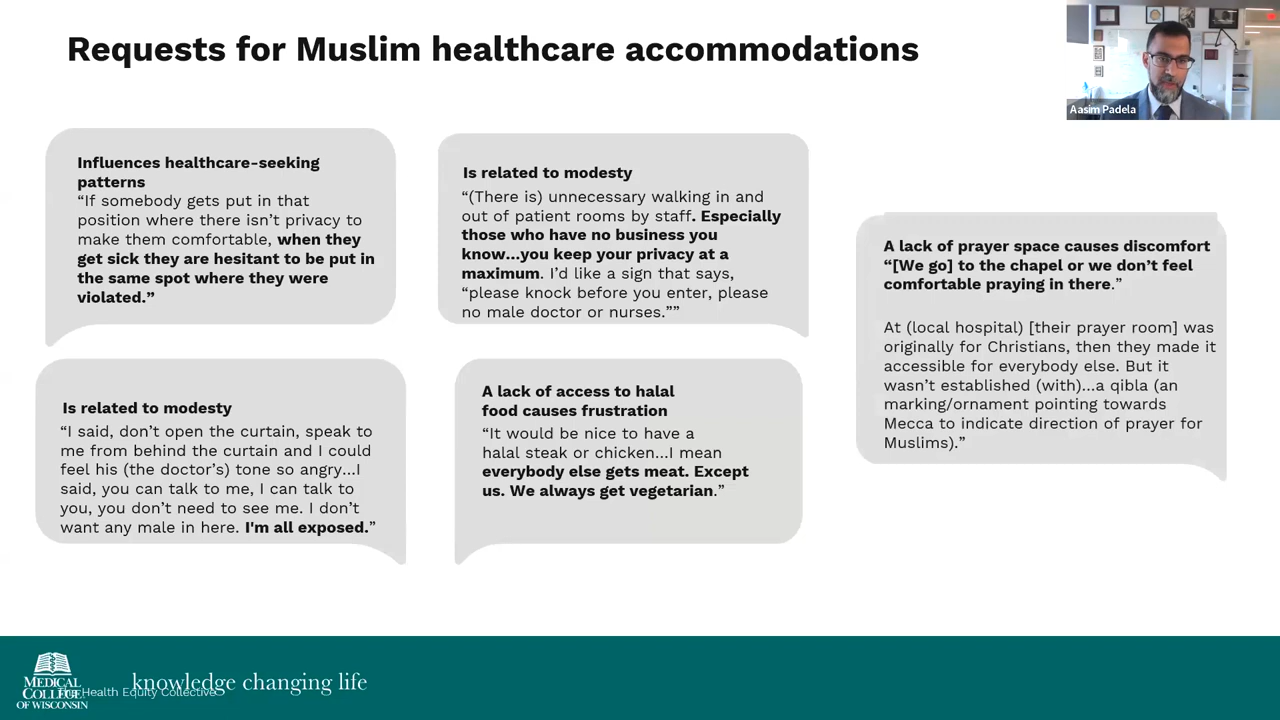 Requests for Muslim healthcare accommodations
Aasim Padela
Influences healthcare-seeking
patterns
“If somebody gets put in that
position where there isn’t privacy to
make them comfortable, when they
get sick they are hesitant to be put in
the same spot where they were
violated.”
Is related to modesty
“(There is) unnecessary walking in and
out of patient rooms by staff. Especially
those who have no business you
know...you keep your privacy at a
maximum. I’d like a sign that says,
“please knock before you enter, please
no male doctor or nurses.””
A lack of prayer space causes discomfort
“[We go] to the chapel or we don’t feel
comfortable praying in there.”
At (local hospital) [their prayer room] was
originally for Christians, then they made it
accessible for everybody else. But it
wasn’t established (with)...a qibla (an
marking/ornament pointing towards
Mecca to indicate direction of prayer for
Muslims).”
Is related to modesty
“I said, don’t open the curtain, speak to
me from behind the curtain and I could
feel his (the doctor’s) tone so angry...I
said, you can talk to me, I can talk to
you, you don’t need to see me. I don’t
want any male in here. I'm all exposed.”
A lack of access to halal
food causes frustration
“It would be nice to have a
halal steak or chicken...I mean
everybody else gets meat. Except
us. We always get vegetarian.”
MEDICAL
COLLEGE
OF WISCONSIN
knowledge changing life
The Health Equity Collective